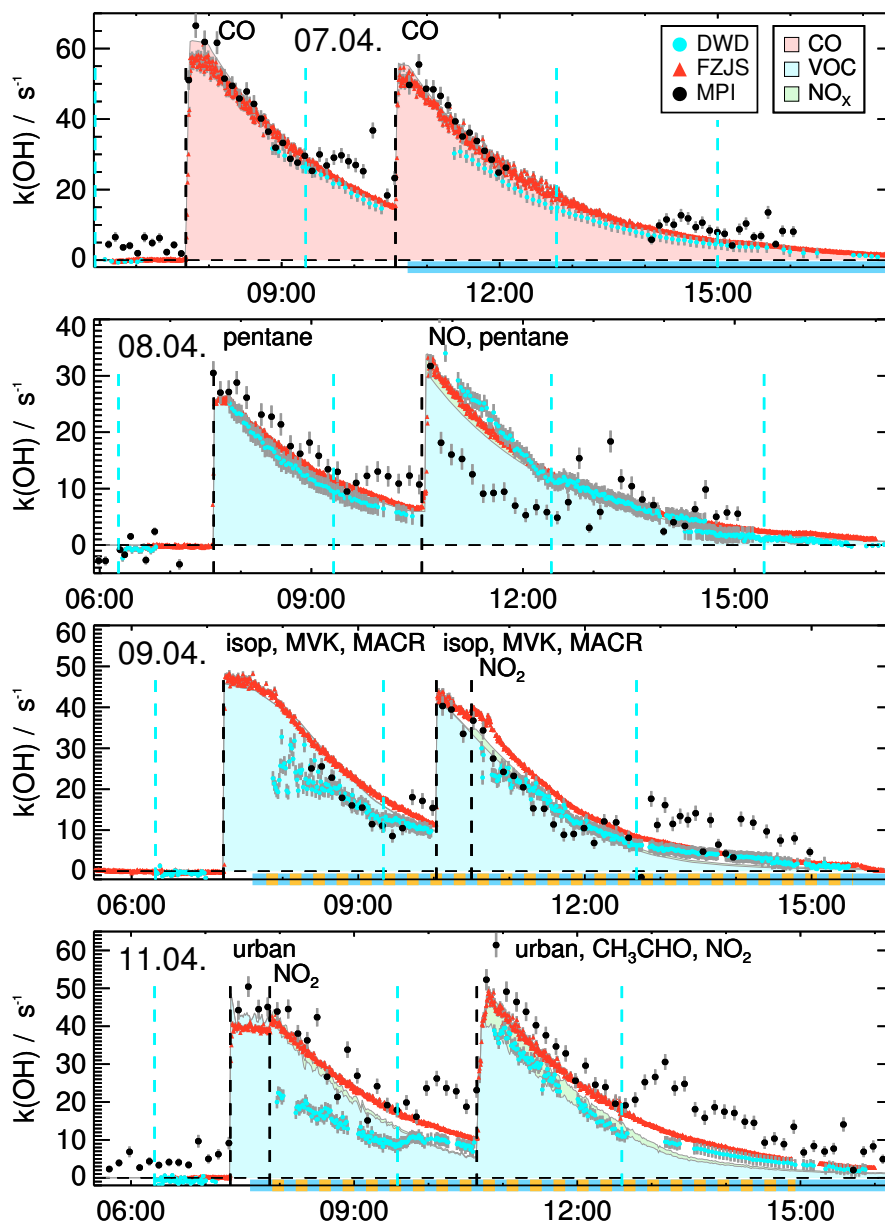 60
40
20
0
k(OH) / s⁻¹
CO
07.04.
CO
DWD
FZJS
MPI
CO
VOC
NOX
09:00
12:00
15:00
40
30
20
10
0
k(OH) / s⁻¹
08.04.
pentane
NO, pentane
06:00
09:00
12:00
15:00
60
50
40
30
20
10
0
k(OH) / s⁻¹
09.04.
isop, MVK, MACR
isop, MVK, MACR
NO₂
06:00
09:00
12:00
15:00
60
50
40
30
20
10
0
k(OH) / s⁻¹
11.04.
urban
NO₂
urban, CH₃CHO, NO₂
06:00
09:00
12:00
15:00